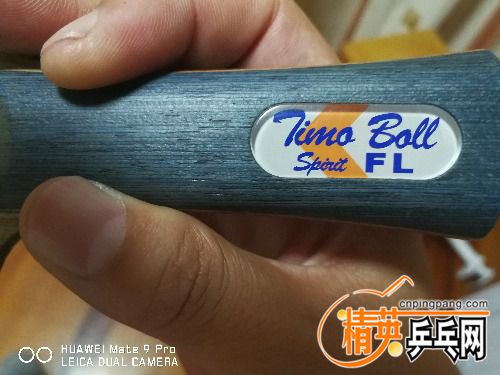 Timo Boll
Spirit FL
cnpingpang.com
精英乒乓网
HUAWEI Mate 9 Pro
LEICA DUAL CAMERA